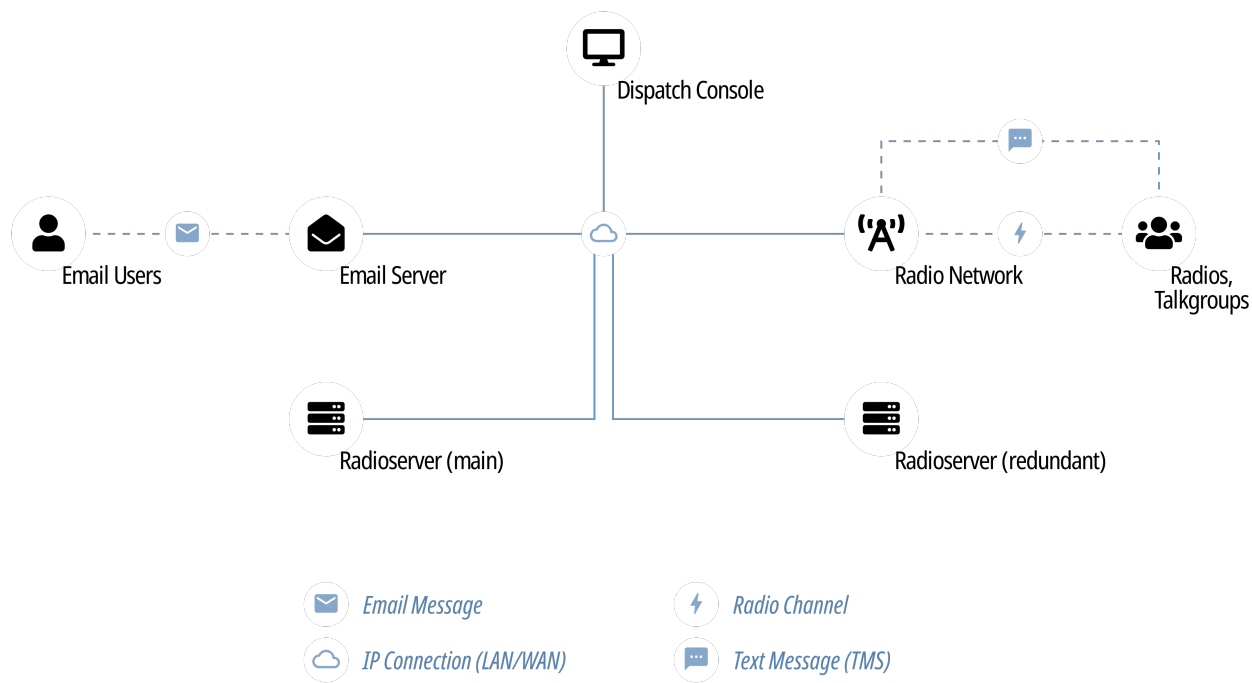 Dispatch Console
Email Users
Email Server
Radio Network
Radios,
Talkgroups
Radioserver (main)
Radioserver (redundant)
Email Message
Radio Channel
IP Connection (LAN/WAN)
Text Message (TMS)